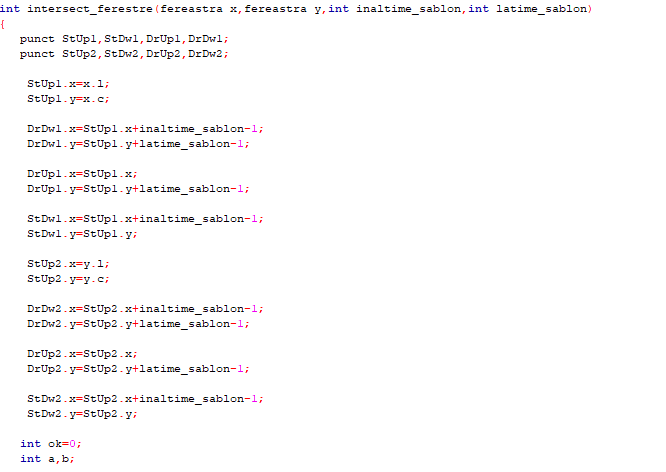 int intersect_ferestre(fereastra x,fereastra y,int inaltime_sablon,int latime_sablon)
{
punct StUp1,StDw1,DrUp1,DrDw1;
punct StUp2,StDw2,DrUp2,DrDw2;
StUp1.x=x.l;
StUp1.y=x.c;
DrDw1.x=StUp1.x+inaltime_sablon-1;
DrDw1.y=StUp1.y+latime_sablon-1;
DrUp1.x=StUp1.x;
DrUp1.y=StUp1.y+latime_sablon-1;
StDw1.x=StUp1.x+inaltime_sablon-1;
StDw1.y=StUp1.y;
StUp2.x=y.l;
StUp2.y=y.c;
DrDw2.x=StUp2.x+inaltime_sablon-1;
DrDw2.y=StUp2.y+latime_sablon-1;
DrUp2.x=StUp2.x;
DrUp2.y=StUp2.y+latime_sablon-1;
StDw2.x=StUp2.x+inaltime_sablon-1;
StDw2.y=StUp2.y;
int ok=0;
int a,b;